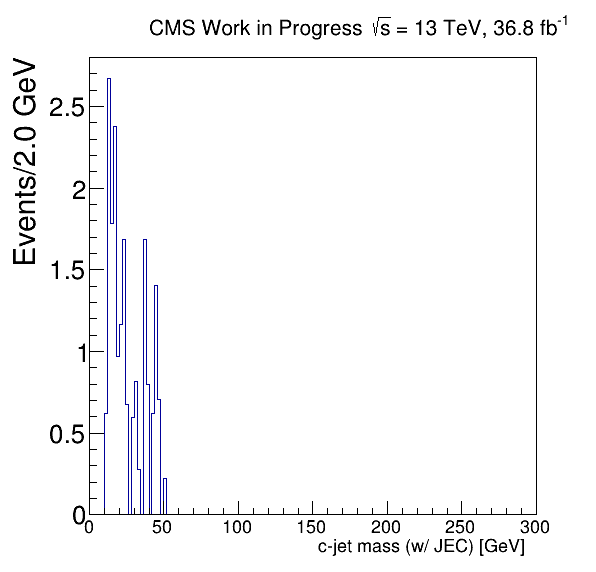 CMS Work in Progress √s = 13 TeV, 36.8 fb⁻¹
Events/2.0 GeV
2.5
2
1.5
1
0.5
0
0 50 100 150 200 250 300
c-jet mass (w/ JEC) [GeV]